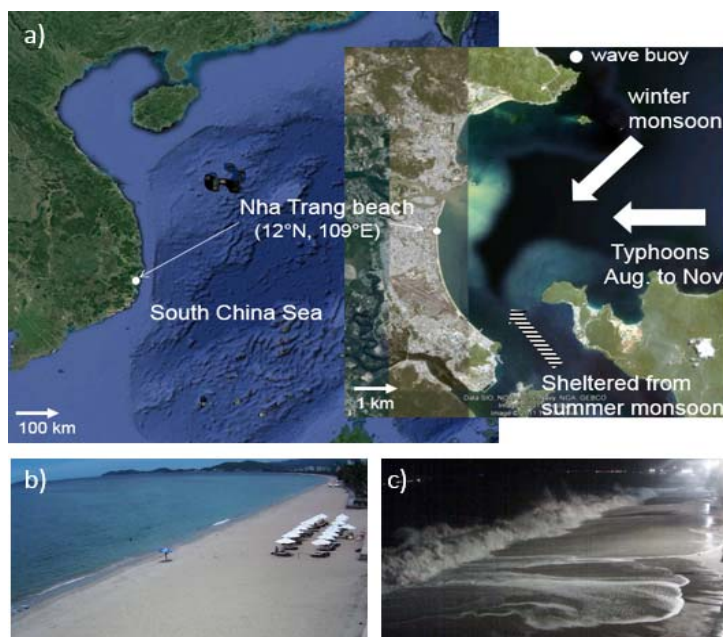 a)
wave buoy
winter
monsoon
Nha Trang beach
(12°N, 109°E)
Typhoons
Aug. to Nov
South China Sea
Sheltered from
summer monsoon
1 km
100 km
b)
c)